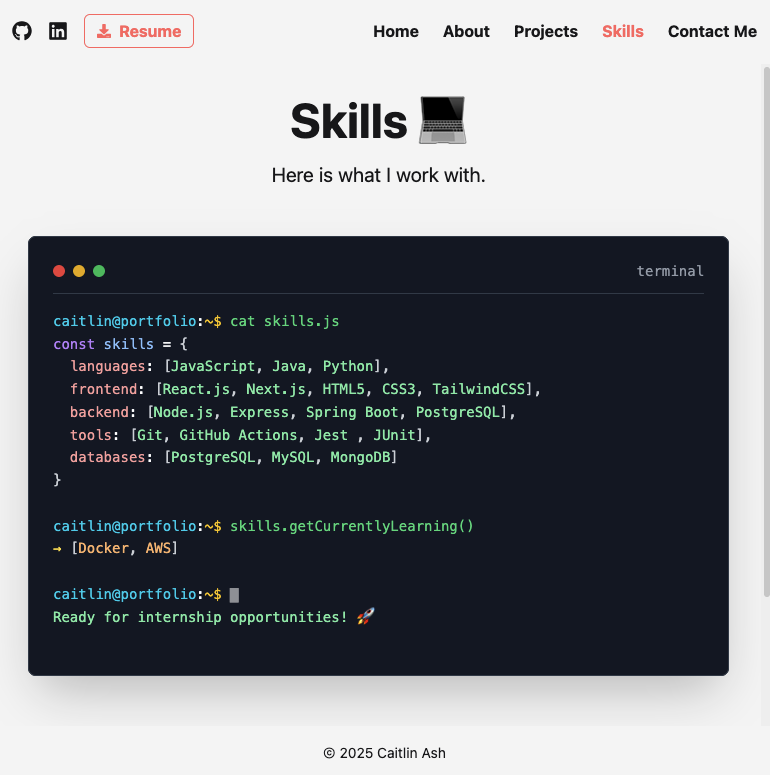 Resume
Home About Projects Skills Contact Me
Skills 💻
Here is what I work with.
terminal
caitlin@portfolio:~$ cat skills.js
const skills = {
  languages: [JavaScript, Java, Python],
  frontend: [React.js, Next.js, HTML5, CSS3, TailwindCSS],
  backend: [Node.js, Express, Spring Boot, PostgreSQL],
  tools: [Git, GitHub Actions, Jest , JUnit],
  databases: [PostgreSQL, MySQL, MongoDB]
}
caitlin@portfolio:~$ skills.getCurrentlyLearning()
→ [Docker, AWS]
caitlin@portfolio:~$
Ready for internship opportunities! 🚀
© 2025 Caitlin Ash